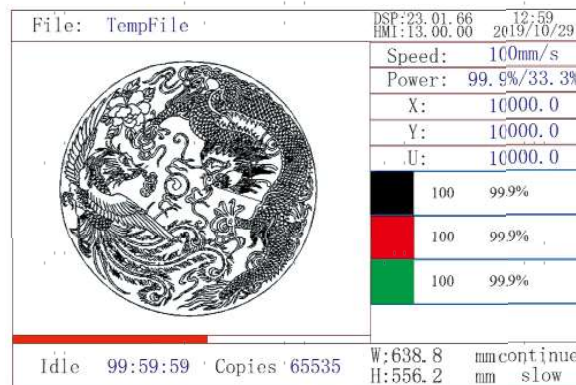 File: TempFile
DSP:23.01.66 12:59
HMI:13.00.00 2019/10/29
Speed: 100mm/s
Power: 99.9%/33.3%
X: 10000.0
Y: 10000.0
U: 10000.0
100 99.9%
100 99.9%
100 99.9%
Idle 99:59:59 Copies 65535
W:638.8 mm continue
H:556.2 mm slow